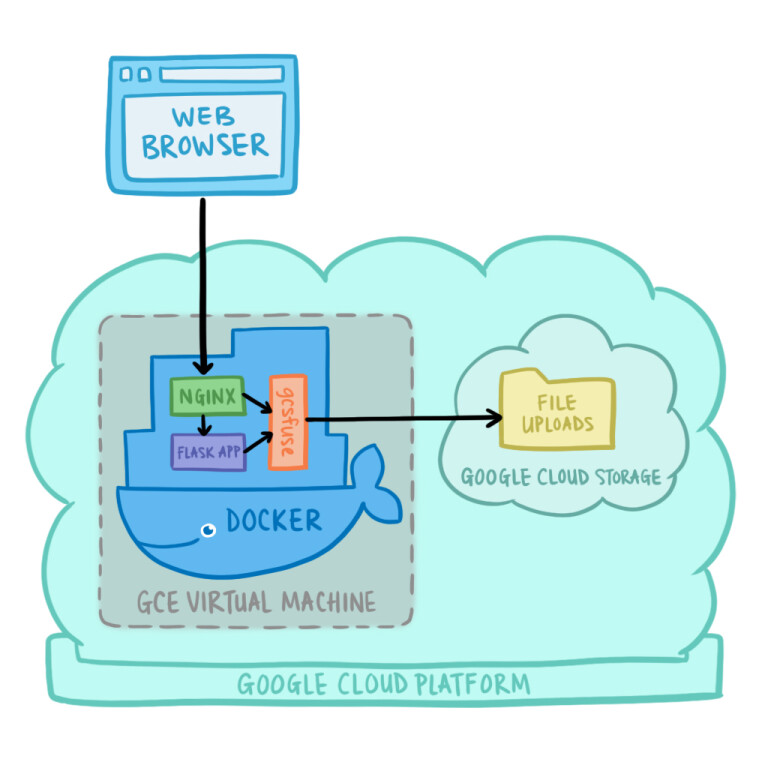 WEB
BROWSER
NGINX
gcsfuse
FLASK APP
FILE
UPLOADS
GOOGLE CLOUD STORAGE
DOCKER
GCE VIRTUAL MACHINE
GOOGLE CLOUD PLATFORM